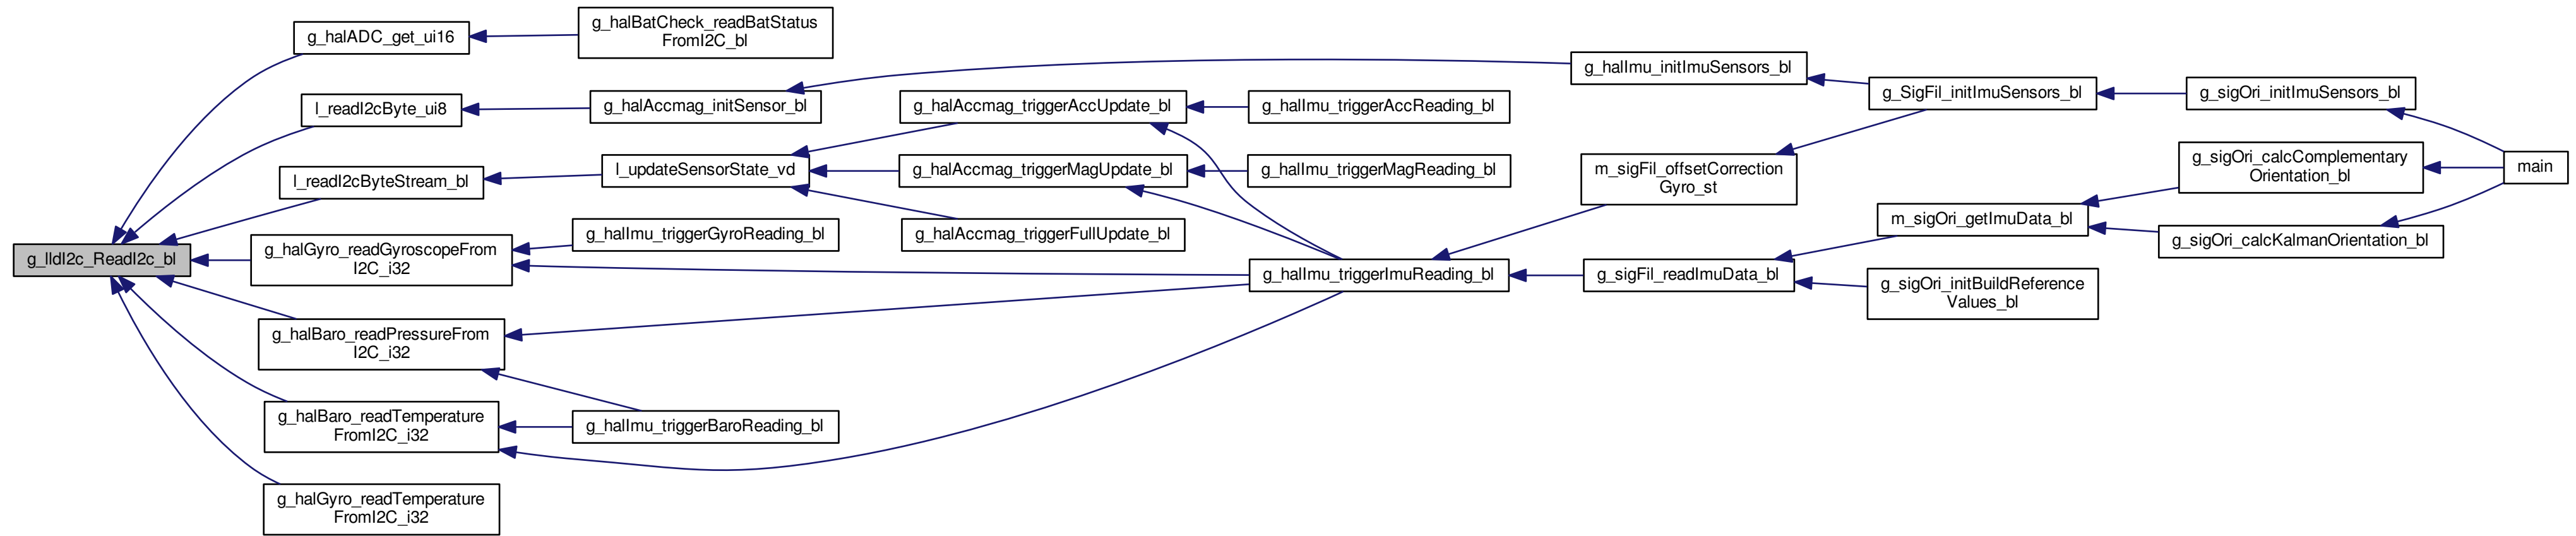 g_lldI2c_ReadI2c_bl
g_halADC_get_ui16
g_halBatCheck_readBatStatus
FromI2C_bl
l_readI2cByte_ui8
g_halAccmag_initSensor_bl
g_halImu_initImuSensors_bl
g_SigFil_initImuSensors_bl
g_sigOri_initImuSensors_bl
main
l_readI2cByteStream_bl
l_updateSensorState_vd
g_halAccmag_triggerAccUpdate_bl
g_halImu_triggerAccReading_bl
g_halAccmag_triggerMagUpdate_bl
g_halImu_triggerMagReading_bl
g_halAccmag_triggerFullUpdate_bl
m_sigFil_offsetCorrection
Gyro_st
g_sigOri_calcComplementary
Orientation_bl
m_sigOri_getImuData_bl
g_sigOri_calcKalmanOrientation_bl
g_halGyro_readGyroscopeFrom
I2C_i32
g_halImu_triggerGyroReading_bl
g_halImu_triggerImuReading_bl
g_sigFil_readImuData_bl
g_sigOri_initBuildReference
Values_bl
g_halBaro_readPressureFrom
I2C_i32
g_halBaro_readTemperature
FromI2C_i32
g_halImu_triggerBaroReading_bl
g_halGyro_readTemperature
FromI2C_i32